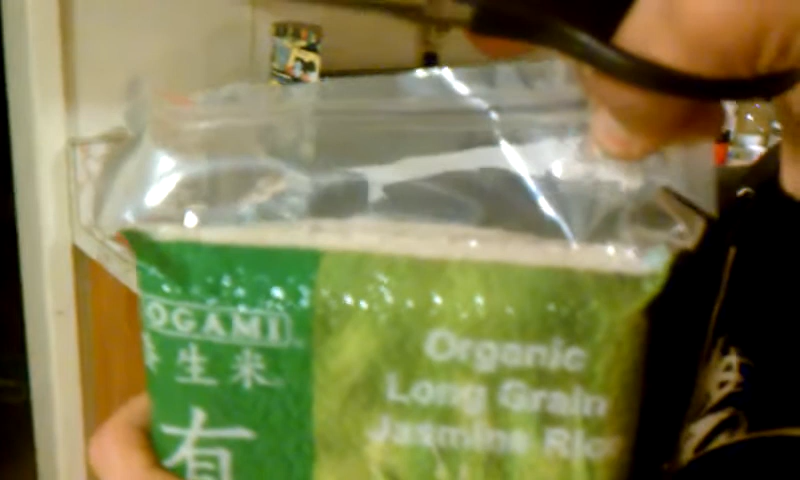 OGAMI
生米
有
Organic
Long Grain
Jasmine Rice